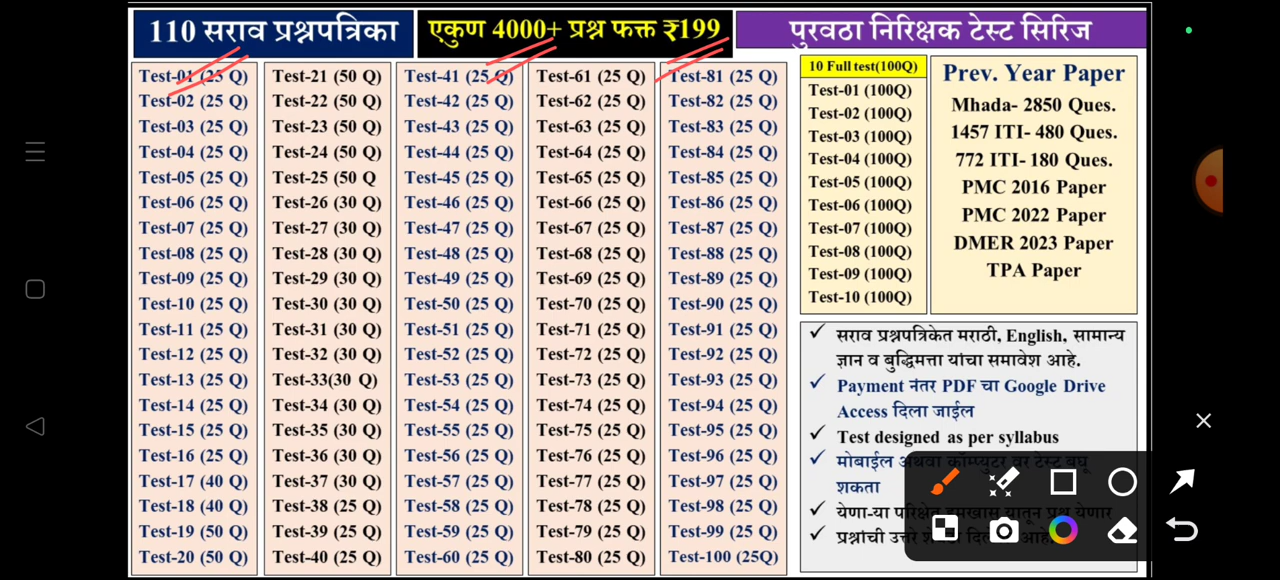 110 सराव प्रश्नपत्रिका
एकुण 4000+ प्रश्न फक्त ₹199
पुरवठा निरिक्षक टेस्ट सिरिज
Test-01 (25 Q)
Test-02 (25 Q)
Test-03 (25 Q)
Test-04 (25 Q)
Test-05 (25 Q)
Test-06 (25 Q)
Test-07 (25 Q)
Test-08 (25 Q)
Test-09 (25 Q)
Test-10 (25 Q)
Test-11 (25 Q)
Test-12 (25 Q)
Test-13 (25 Q)
Test-14 (25 Q)
Test-15 (25 Q)
Test-16 (25 Q)
Test-17 (40 Q)
Test-18 (40 Q)
Test-19 (50 Q)
Test-20 (50 Q)
Test-21 (50 Q)
Test-22 (50 Q)
Test-23 (50 Q)
Test-24 (50 Q)
Test-25 (50 Q
Test-26 (30 Q)
Test-27 (30 Q)
Test-28 (30 Q)
Test-29 (30 Q)
Test-30 (30 Q)
Test-31 (30 Q)
Test-32 (30 Q)
Test-33(30 Q)
Test-34 (30 Q)
Test-35 (30 Q)
Test-36 (30 Q)
Test-37 (30 Q)
Test-38 (25 Q)
Test-39 (25 Q)
Test-40 (25 Q)
Test-41 (25 Q)
Test-42 (25 Q)
Test-43 (25 Q)
Test-44 (25 Q)
Test-45 (25 Q)
Test-46 (25 Q)
Test-47 (25 Q)
Test-48 (25 Q)
Test-49 (25 Q)
Test-50 (25 Q)
Test-51 (25 Q)
Test-52 (25 Q)
Test-53 (25 Q)
Test-54 (25 Q)
Test-55 (25 Q)
Test-56 (25 Q)
Test-57 (25 Q)
Test-58 (25 Q)
Test-59 (25 Q)
Test-60 (25 Q)
Test-61 (25 Q)
Test-62 (25 Q)
Test-63 (25 Q)
Test-64 (25 Q)
Test-65 (25 Q)
Test-66 (25 Q)
Test-67 (25 Q)
Test-68 (25 Q)
Test-69 (25 Q)
Test-70 (25 Q)
Test-71 (25 Q)
Test-72 (25 Q)
Test-73 (25 Q)
Test-74 (25 Q)
Test-75 (25 Q)
Test-76 (25 Q)
Test-77 (25 Q)
Test-78 (25 Q)
Test-79 (25 Q)
Test-80 (25 Q)
Test-81 (25 Q)
Test-82 (25 Q)
Test-83 (25 Q)
Test-84 (25 Q)
Test-85 (25 Q)
Test-86 (25 Q)
Test-87 (25 Q)
Test-88 (25 Q)
Test-89 (25 Q)
Test-90 (25 Q)
Test-91 (25 Q)
Test-92 (25 Q)
Test-93 (25 Q)
Test-94 (25 Q)
Test-95 (25 Q)
Test-96 (25 Q)
Test-97 (25 Q)
Test-98 (25 Q)
Test-99 (25 Q)
Test-100 (25Q)
10 Full test(100Q)
Test-01 (100Q)
Test-02 (100Q)
Test-03 (100Q)
Test-04 (100Q)
Test-05 (100Q)
Test-06 (100Q)
Test-07 (100Q)
Test-08 (100Q)
Test-09 (100Q)
Test-10 (100Q)
Prev. Year Paper
Mhada- 2850 Ques.
1457 ITI- 480 Ques.
772 ITI- 180 Ques.
PMC 2016 Paper
PMC 2022 Paper
DMER 2023 Paper
TPA Paper
✓ सराव प्रश्नपत्रिकेत मराठी, English, सामान्य
ज्ञान व बुद्धिमत्ता यांचा समावेश आहे.
✓ Payment नंतर PDF चा Google Drive
Access दिला जाईल
✓ Test designed as per syllabus
✓ मोबाईल अथवा कॉम्प्युटर वर टेस्ट बघू
शकता
✓ येणा-या परिक्षेत हमखास यातून प्रश्न येणार
✓ प्रश्नांची उत्तरे आहे.